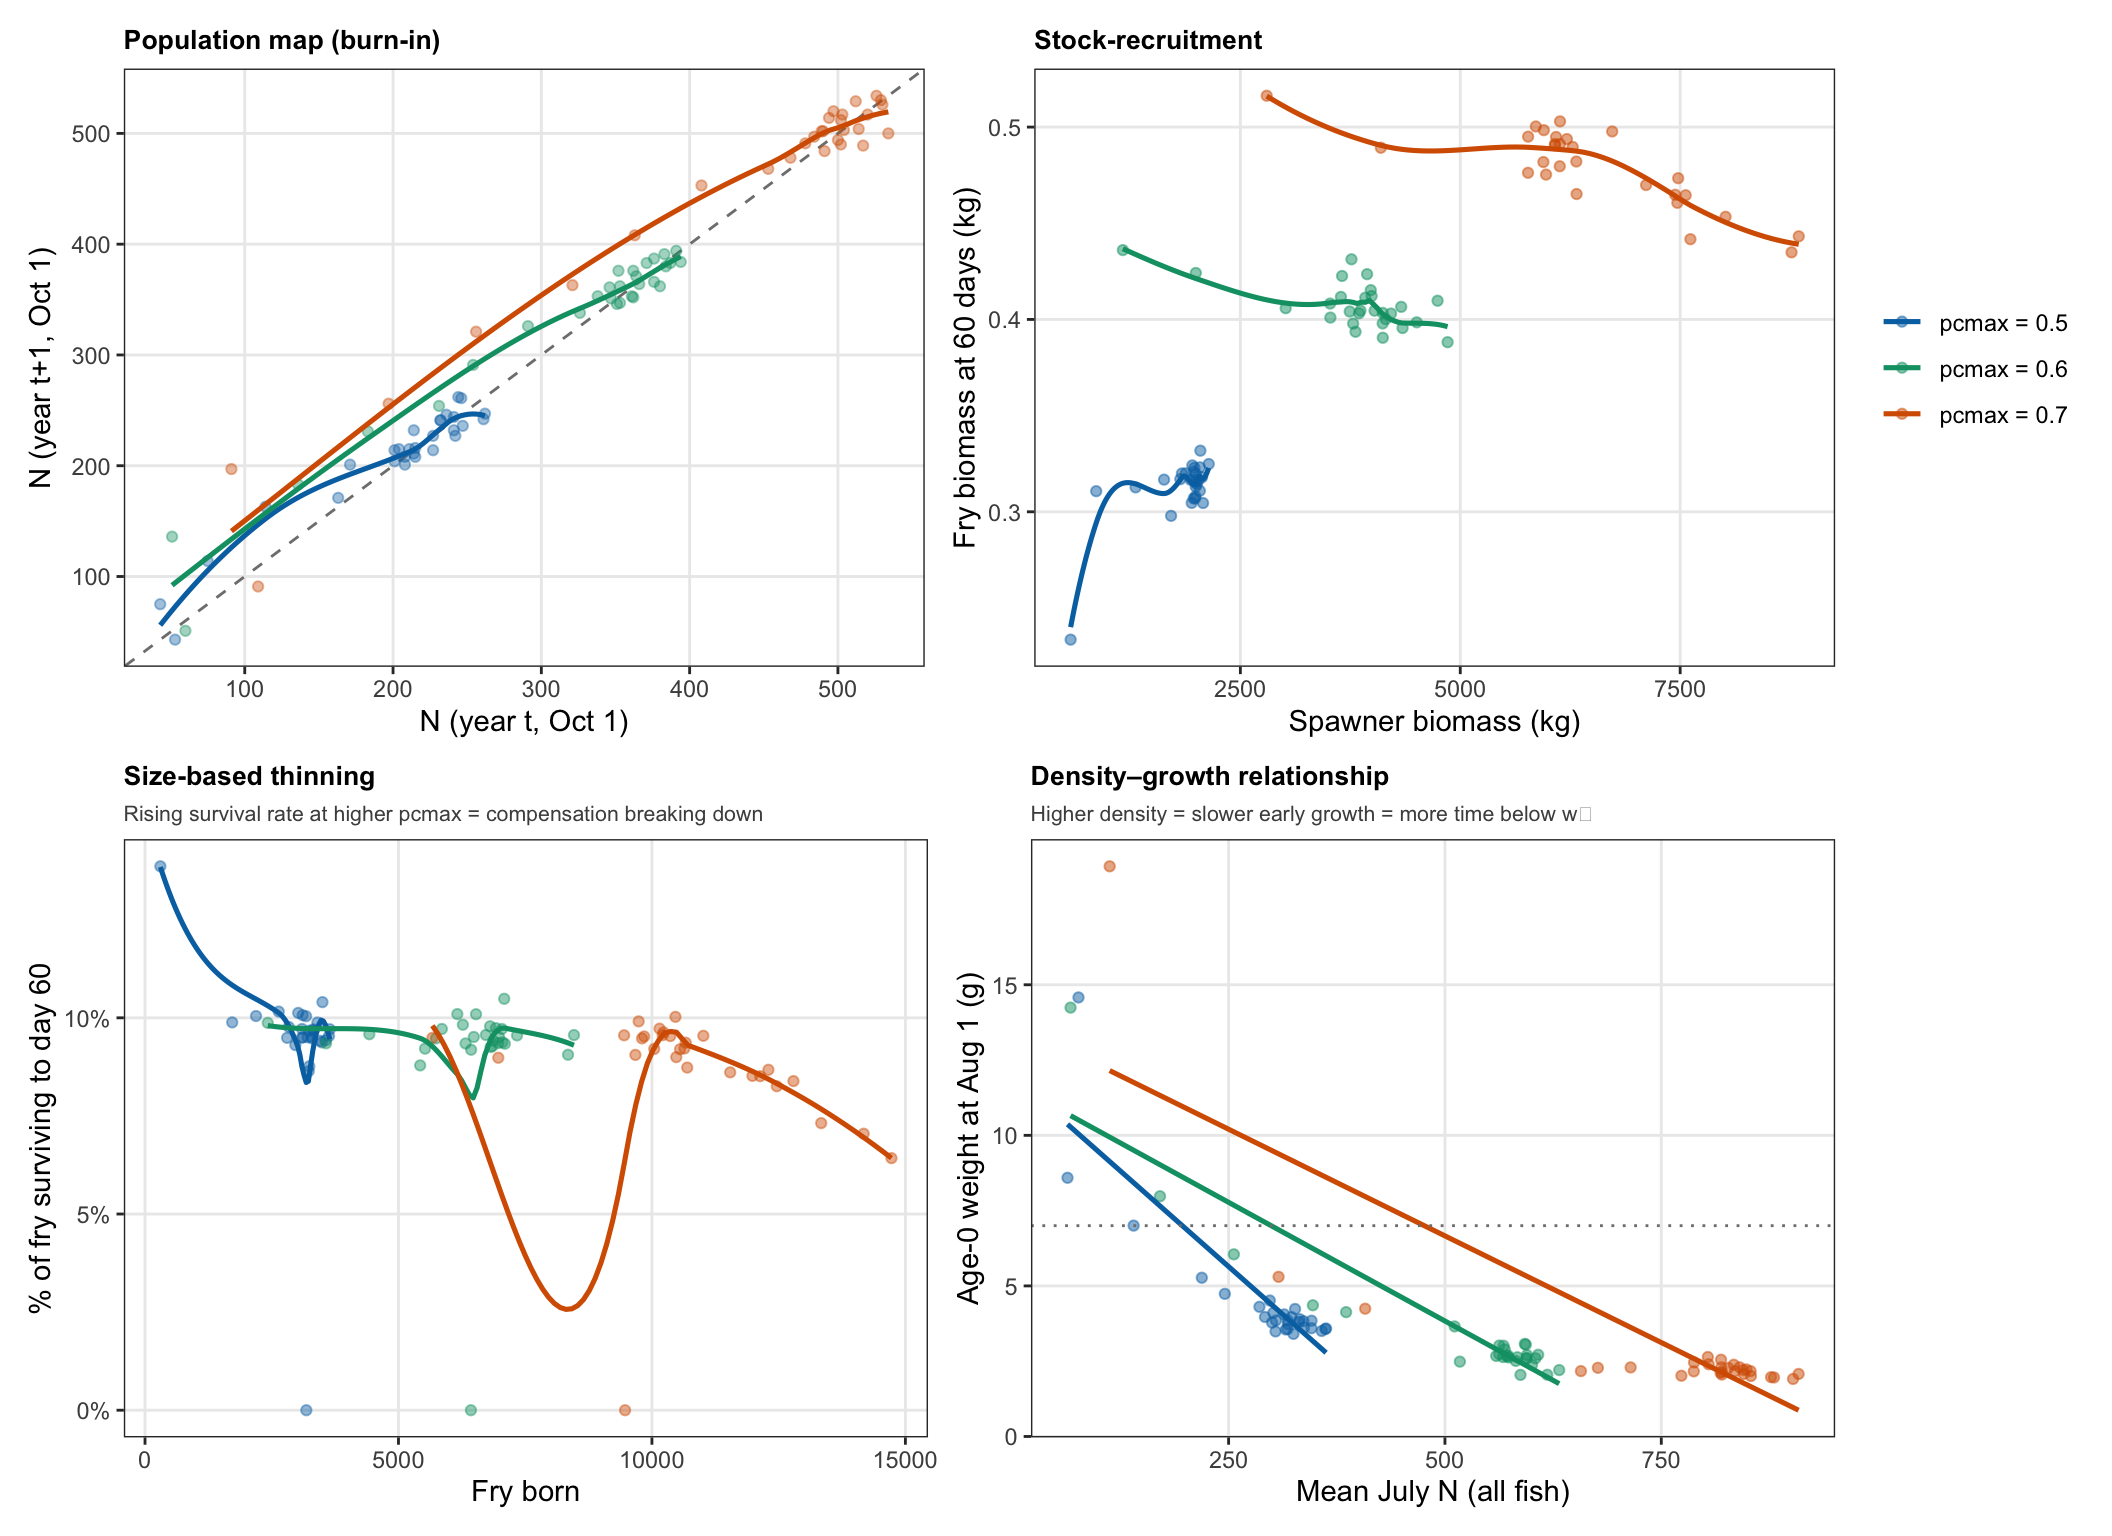 Population map (burn-in)
N (year t+1, Oct 1)
500
400
300
200
100
100
200
300
400
500
N (year t, Oct 1)
Stock-recruitment
Fry biomass at 60 days (kg)
0.5
0.4
0.3
2500
5000
7500
Spawner biomass (kg)
pcmax = 0.5
pcmax = 0.6
pcmax = 0.7
Size-based thinning
Rising survival rate at higher pcmax = compensation breaking down
% of fry surviving to day 60
10%
5%
0%
0
5000
10000
15000
Fry born
Density–growth relationship
Higher density = slower early growth = more time below w□
Age-0 weight at Aug 1 (g)
15
10
5
0
250
500
750
Mean July N (all fish)